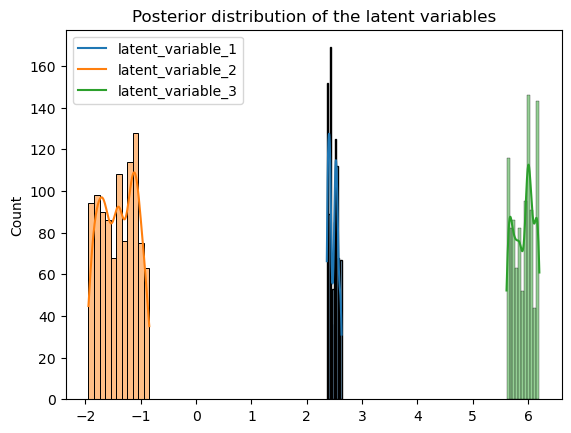 Posterior distribution of the latent variables
latent_variable_1
latent_variable_2
latent_variable_3
Count
160
140
120
100
80
60
40
20
0
−2 −1 0 1 2 3 4 5 6